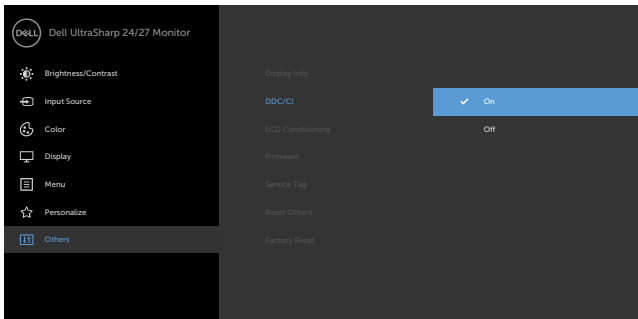 DELL Dell UltraSharp 24/27 Monitor
Brightness/Contrast
Input Source
Color
Display
Menu
Personalize
Others
Display Info
DDC/CI
LCD Conditioning
Firmware
Service Tag
Reset Others
Factory Reset
On
Off